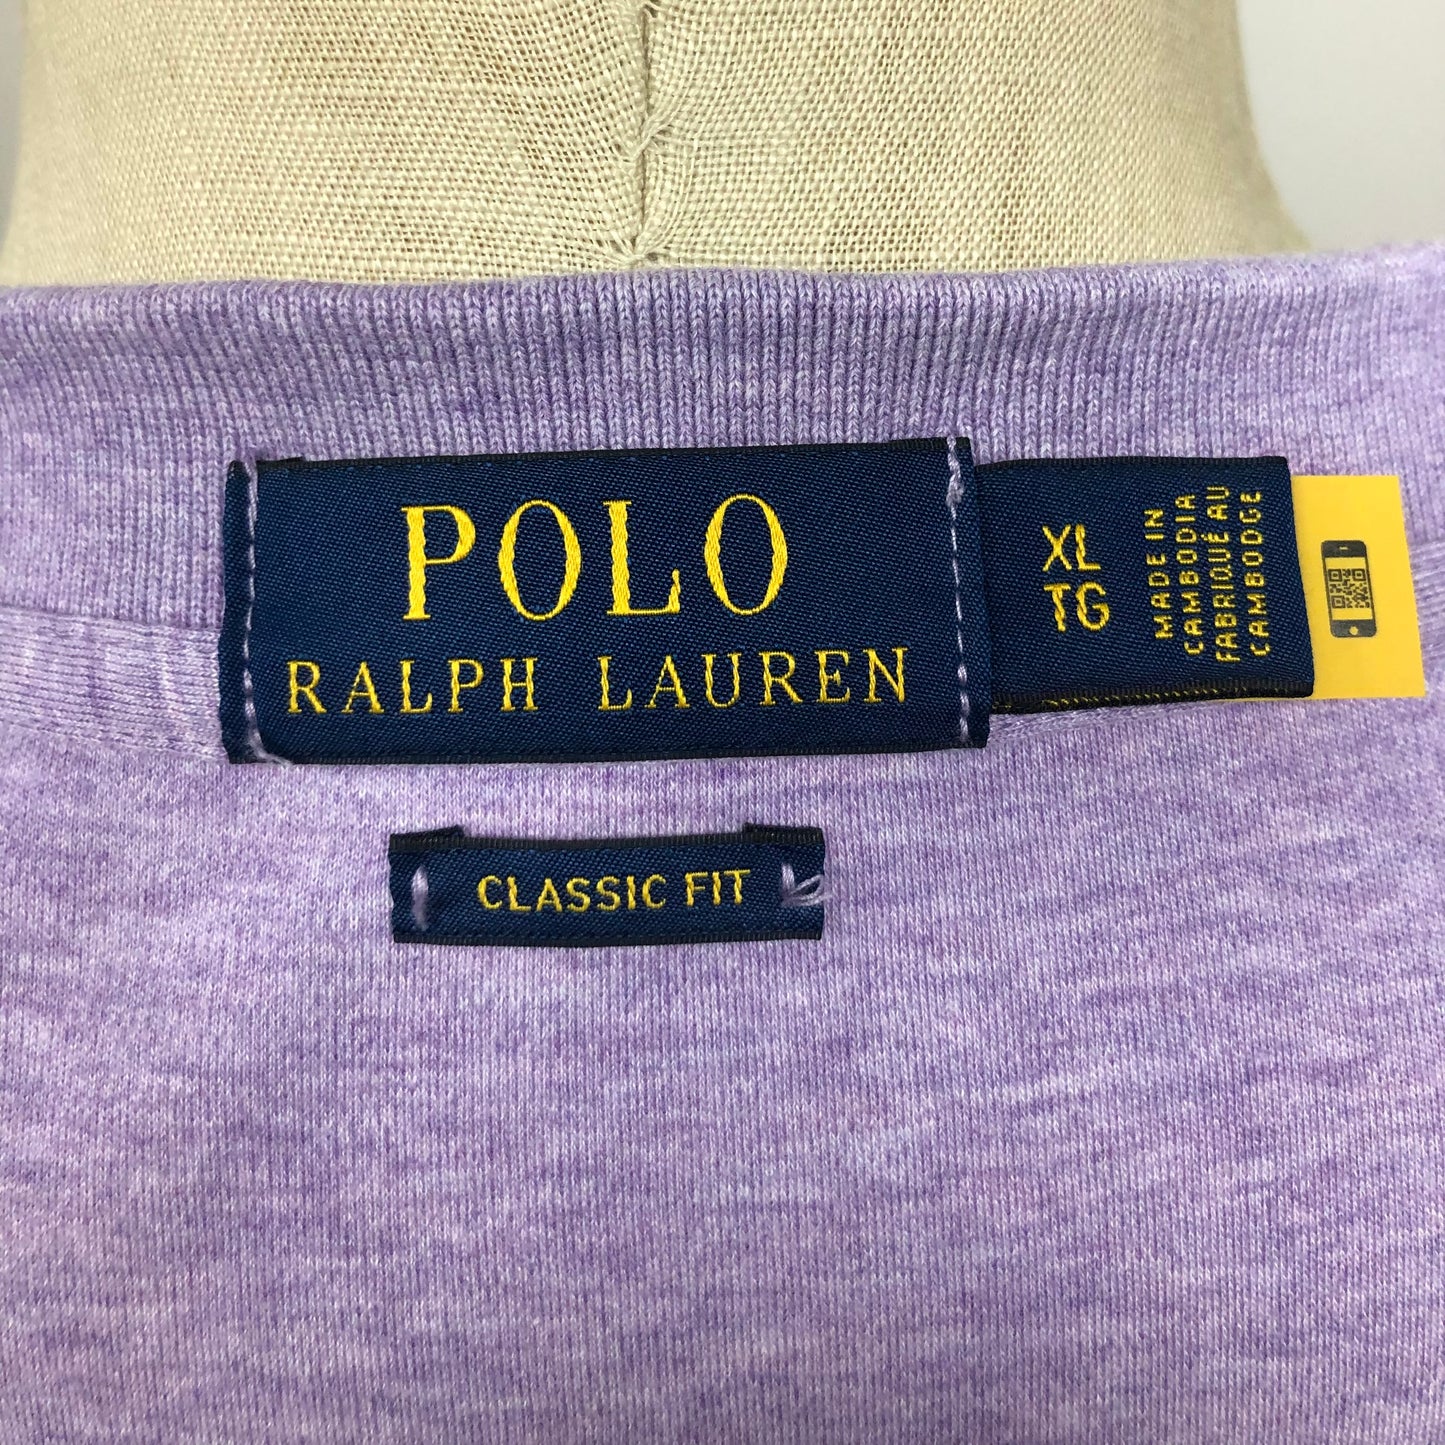 POLO
RALPH LAUREN
XL
TG
MADE IN
CAMBODIA
FABRIQUÉ AU
CAMBODGE
CLASSIC FIT